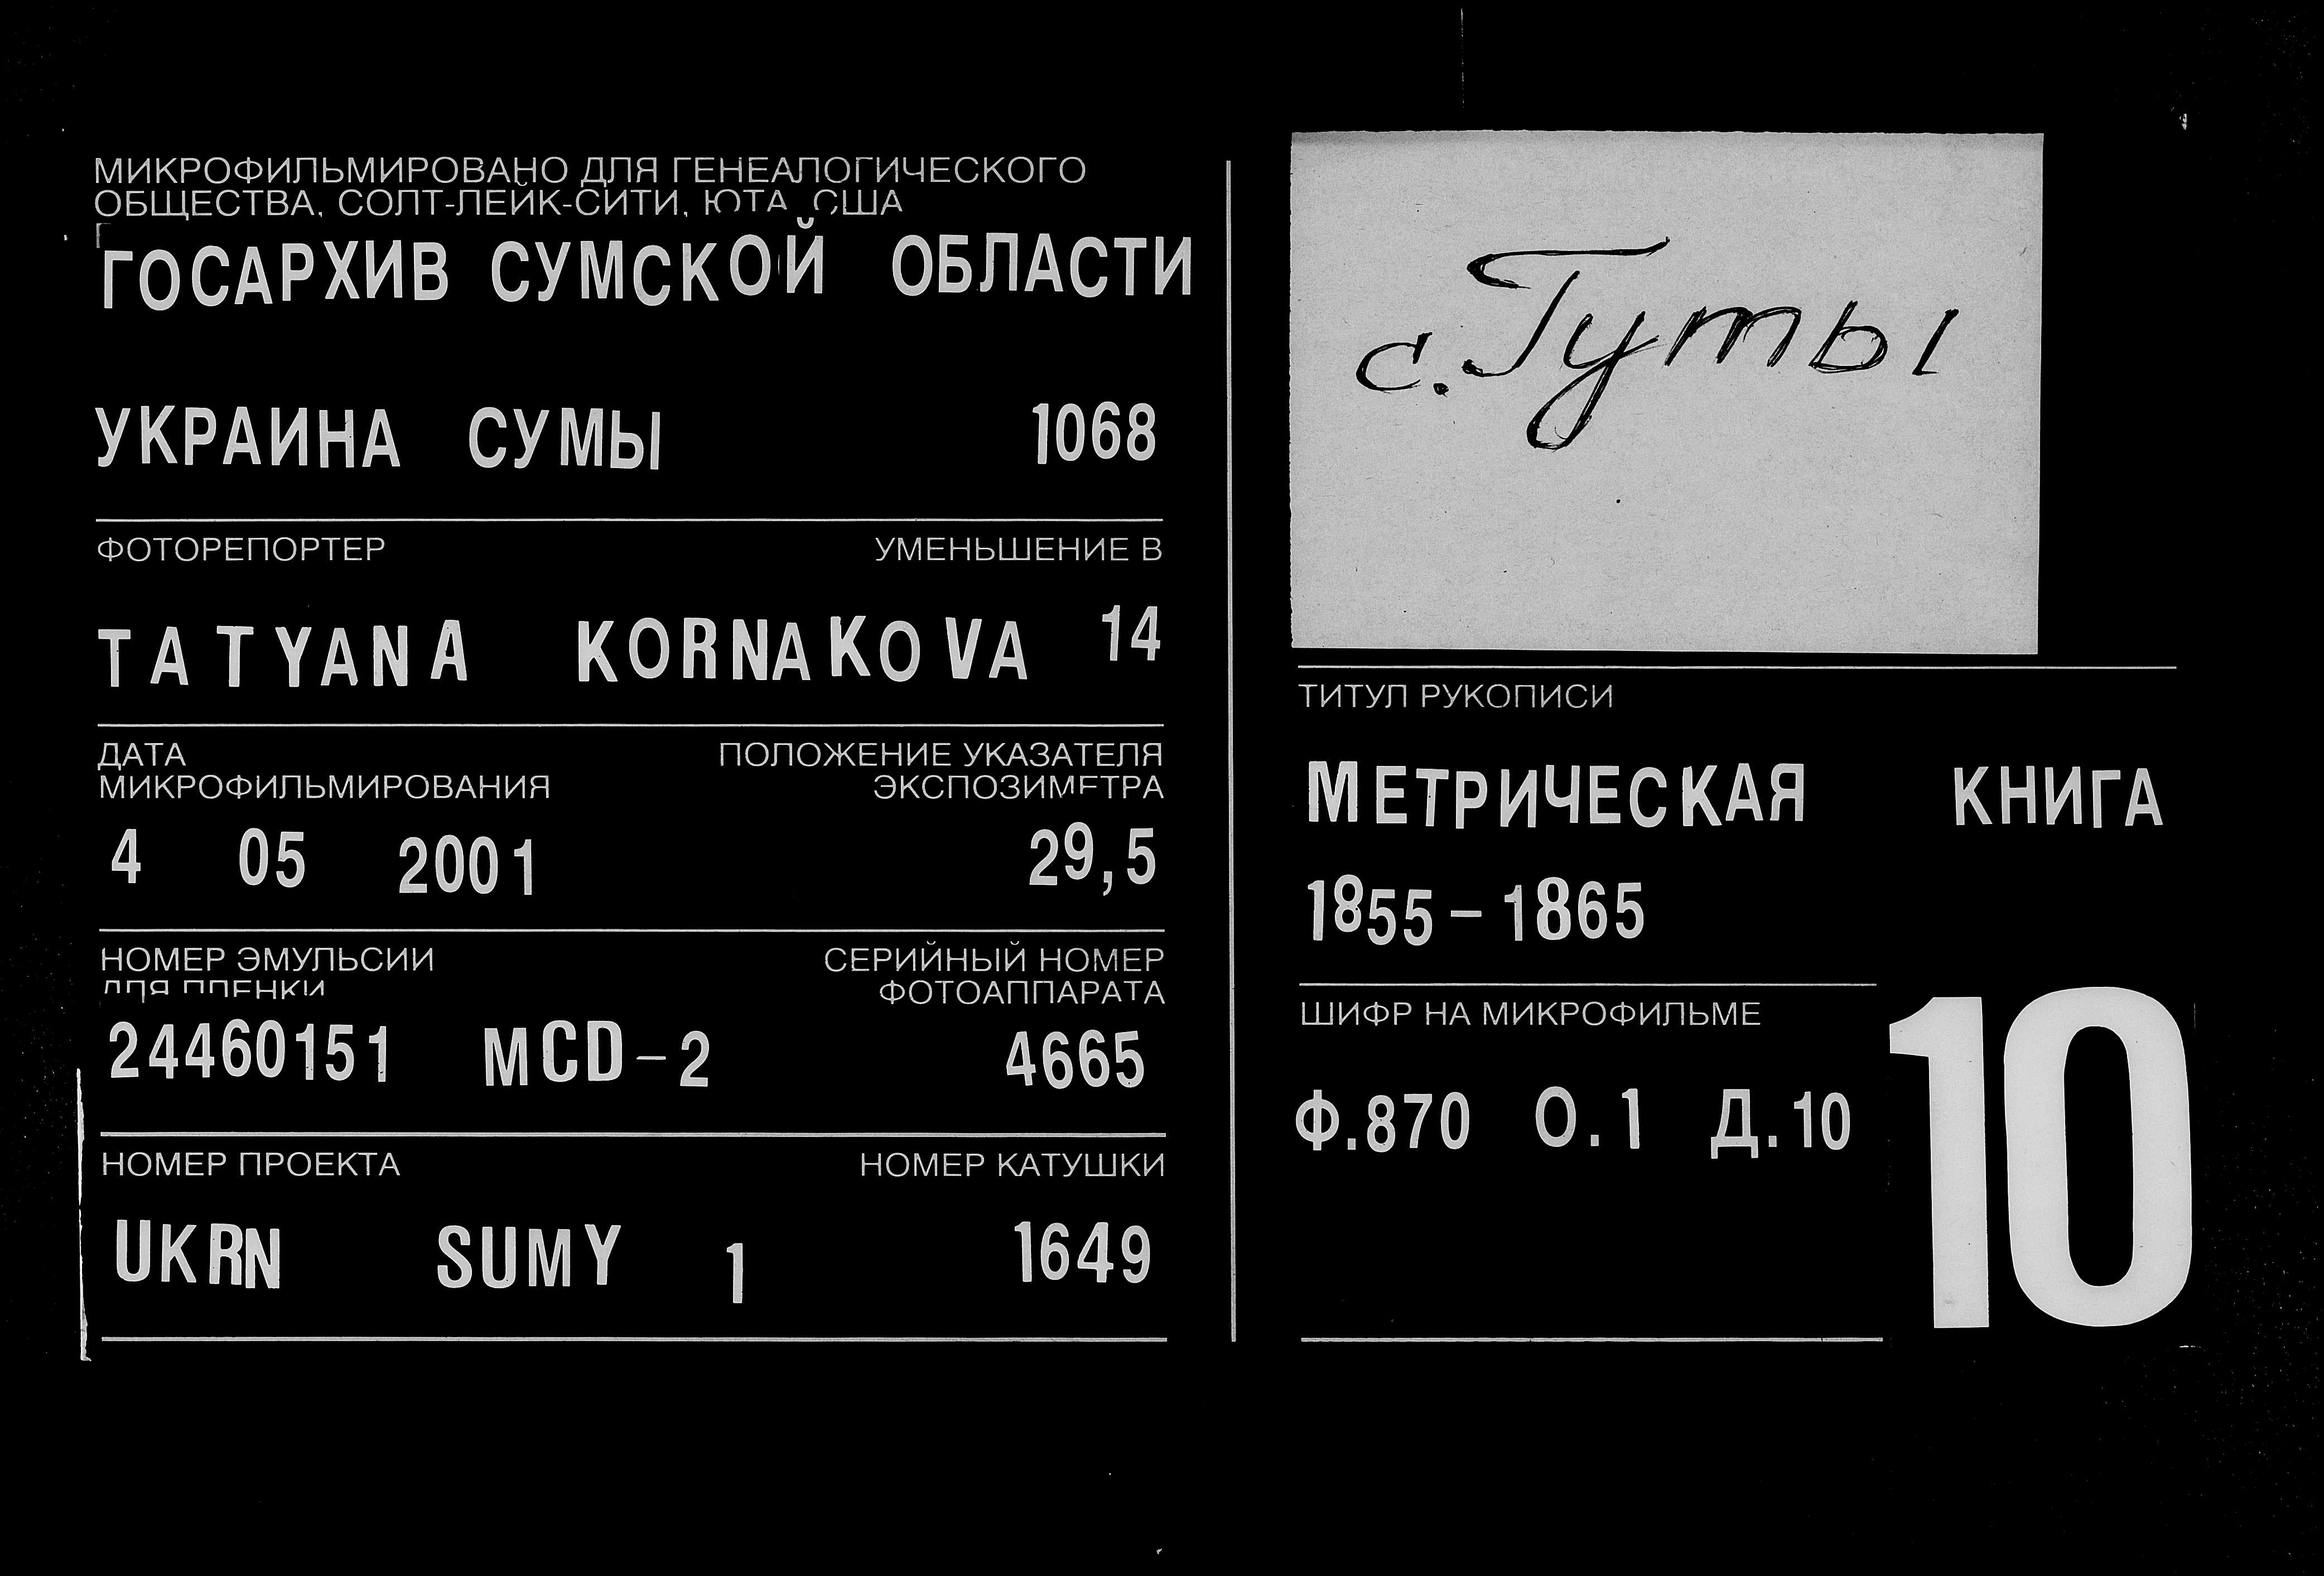 МИКРОФИЛЬМИРОВАНО ДЛЯ ГЕНЕАЛОГИЧЕСКОГО
ОБЩЕСТВА, СОЛТ-ЛЕЙК-СИТИ, ЮТА, США
ГОСАРХИВ СУМСКОЙ ОБЛАСТИ
УКРАИНА СУМЫ 1068
ФОТОРЕПОРТЕР УМЕНЬШЕНИЕ В
TATYANA KORNAKOVA 14
ДАТА
МИКРОФИЛЬМИРОВАНИЯ
ПОЛОЖЕНИЕ УКАЗАТЕЛЯ
ЭКСПОЗИМЕТРА
4 05 2001 29,5
НОМЕР ЭМУЛЬСИИ
ДЛЯ ПЛЕНКИ
СЕРИЙНЫЙ НОМЕР
ФОТОАППАРАТА
24460151 MCD-2 4665
НОМЕР ПРОЕКТА НОМЕР КАТУШКИ
UKRN SUMY 1 1649
с. Гуты
ТИТУЛ РУКОПИСИ
МЕТРИЧЕСКАЯ КНИГА
1855-1865
ШИФР НА МИКРОФИЛЬМЕ
Ф.870 О.1 Д.10
10